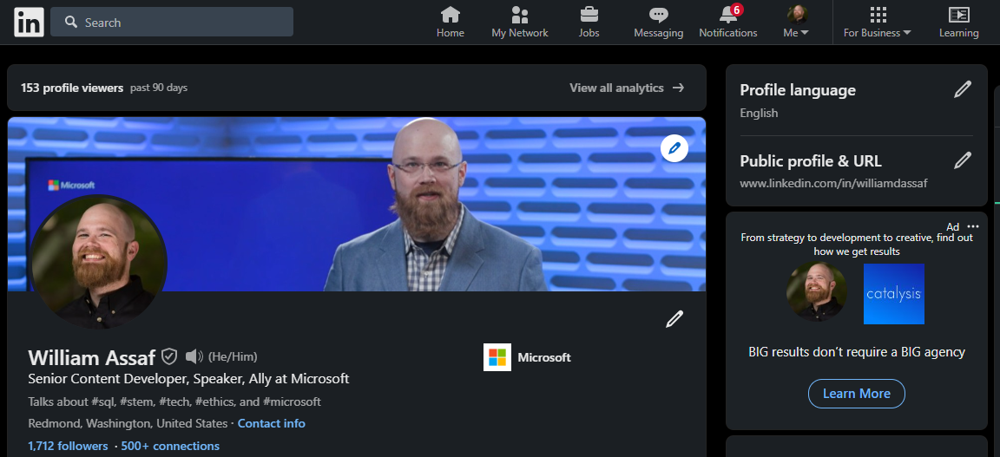 in
Search
Home
My Network
Jobs
Messaging
6
Notifications
Me
For Business
Learning
153 profile viewers past 90 days
View all analytics →
Microsoft
William Assaf (He/Him)
Senior Content Developer, Speaker, Ally at Microsoft
Talks about #sql, #stem, #tech, #ethics, and #microsoft
Redmond, Washington, United States · Contact info
1,712 followers · 500+ connections
Microsoft
Profile language
English
Public profile & URL
www.linkedin.com/in/williamdassaf
Ad ···
From strategy to development to creative, find out
how we get results
catalysis
BIG results don't require a BIG agency
Learn More